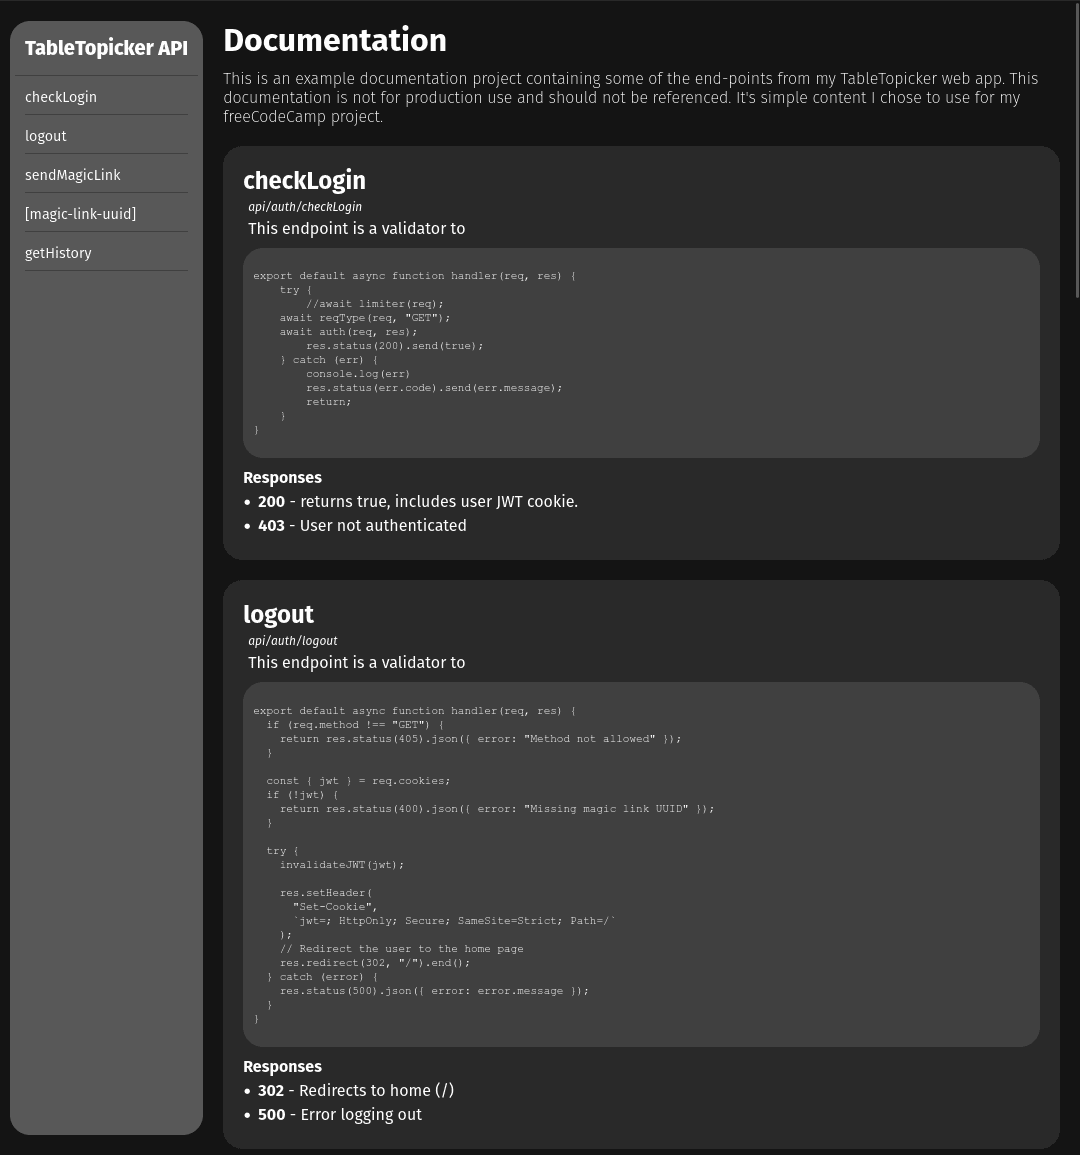 TableTopicker API
checkLogin
logout
sendMagicLink
[magic-link-uuid]
getHistory
Documentation
This is an example documentation project containing some of the end-points from my TableTopicker web app. This
documentation is not for production use and should not be referenced. It's simple content I chose to use for my
freeCodeCamp project.
checkLogin
api/auth/checkLogin
This endpoint is a validator to
export default async function handler(req, res) {
    try {
        //await limiter(req);
    await reqType(req, "GET");
    await auth(req, res);
        res.status(200).send(true);
    } catch (err) {
        console.log(err)
        res.status(err.code).send(err.message);
        return;
    }
}
Responses
• 200 - returns true, includes user JWT cookie.
• 403 - User not authenticated
logout
api/auth/logout
This endpoint is a validator to
export default async function handler(req, res) {
  if (req.method !== "GET") {
    return res.status(405).json({ error: "Method not allowed" });
  }
  const { jwt } = req.cookies;
  if (!jwt) {
    return res.status(400).json({ error: "Missing magic link UUID" });
  }
  try {
    invalidateJWT(jwt);
    res.setHeader(
      "Set-Cookie",
      `jwt=; HttpOnly; Secure; SameSite=Strict; Path=/`
    );
    // Redirect the user to the home page
    res.redirect(302, "/").end();
  } catch (error) {
    res.status(500).json({ error: error.message });
  }
}
Responses
• 302 - Redirects to home (/)
• 500 - Error logging out